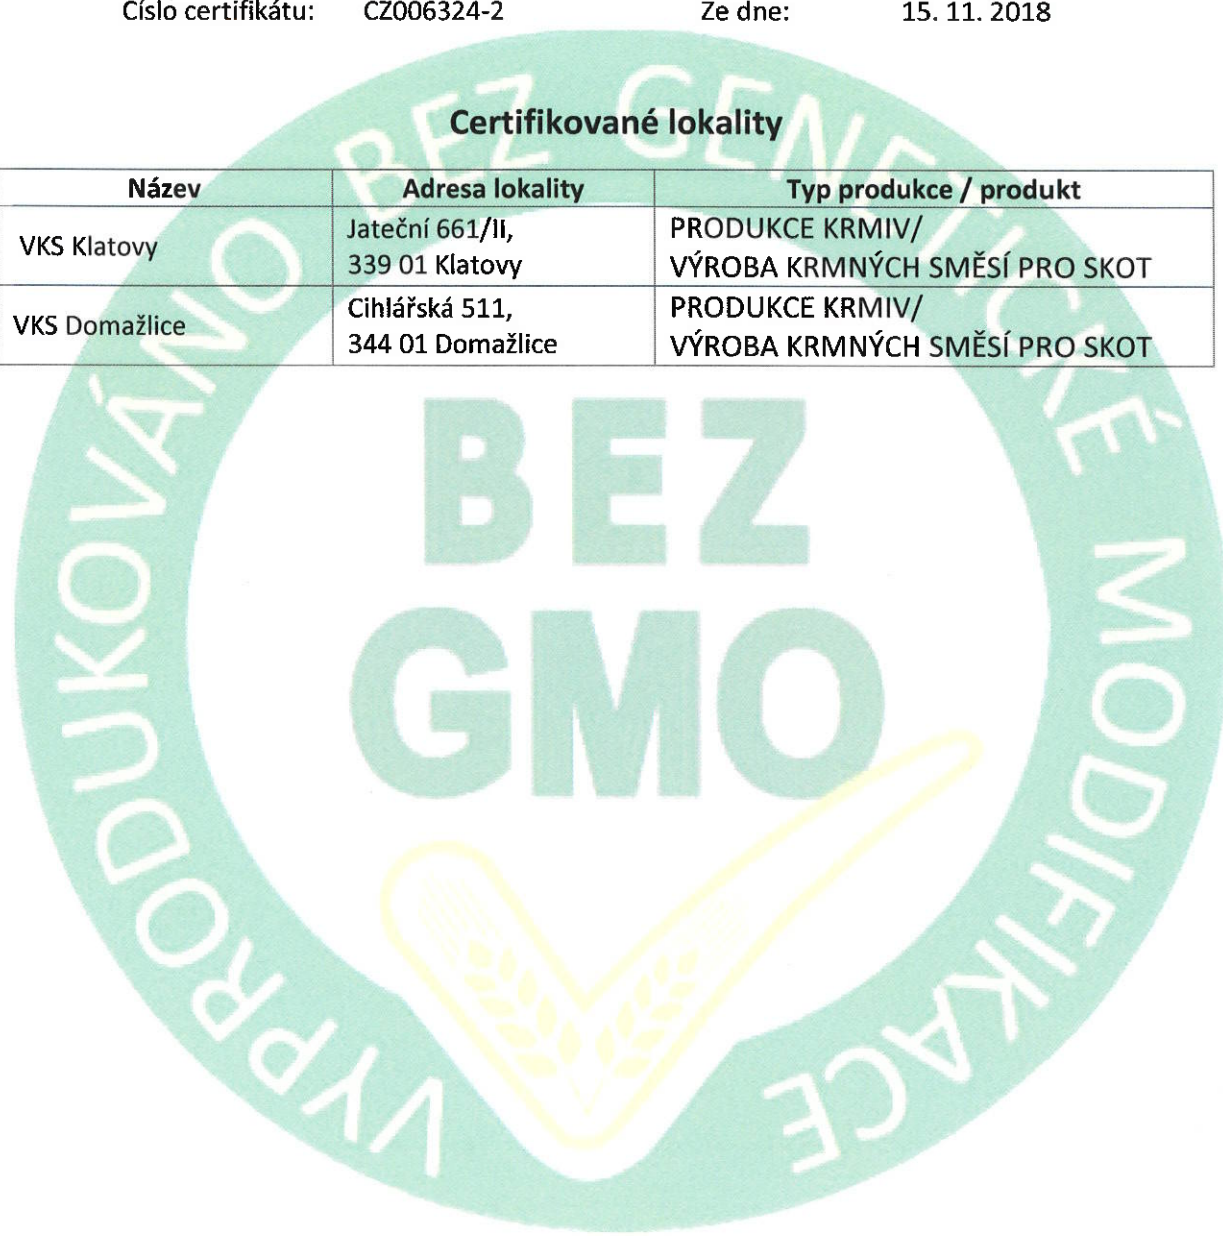 Číslo certifikátu: CZ006324-2 Ze dne: 15. 11. 2018
Certifikované lokality
Název Adresa lokality Typ produkce / produkt
VKS Klatovy
Jateční 661/II,
339 01 Klatovy
PRODUKCE KRMIV/
VÝROBA KRMNÝCH SMĚSÍ PRO SKOT
VKS Domažlice
Cihlářská 511,
344 01 Domažlice
PRODUKCE KRMIV/
VÝROBA KRMNÝCH SMĚSÍ PRO SKOT
VYPRODUKOVÁNO BEZ GENETICKÉ MODIFIKACE
BEZ
GMO